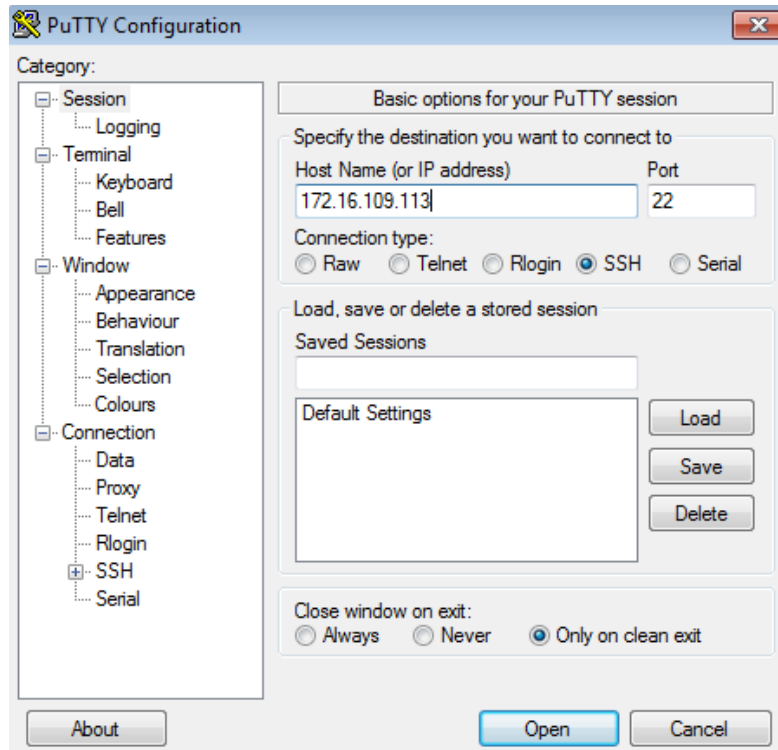 PuTTY Configuration
Category:
Session
Logging
Terminal
Keyboard
Bell
Features
Window
Appearance
Behaviour
Translation
Selection
Colours
Connection
Data
Proxy
Telnet
Rlogin
SSH
Serial
Basic options for your PuTTY session
Specify the destination you want to connect to
Host Name (or IP address) Port
172.16.109.113 22
Connection type:
Raw Telnet Rlogin SSH Serial
Load, save or delete a stored session
Saved Sessions
Default Settings
Load
Save
Delete
Close window on exit:
Always Never Only on clean exit
About Open Cancel